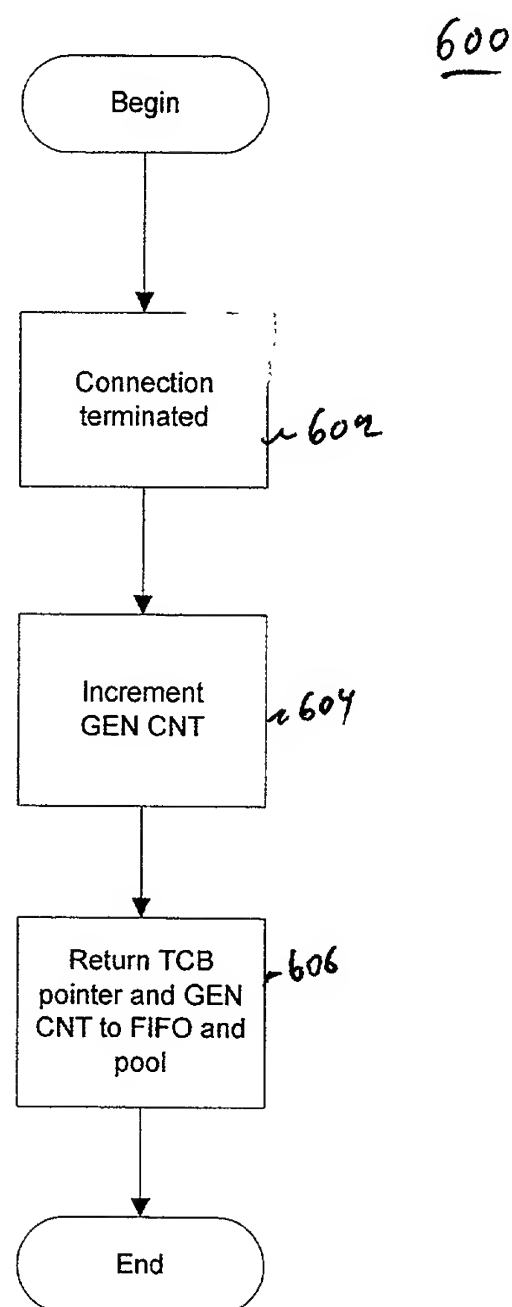 600
Begin
Connection
terminated
602
Increment
GEN CNT
604
Return TCB
pointer and GEN
CNT to FIFO and
pool
606
End